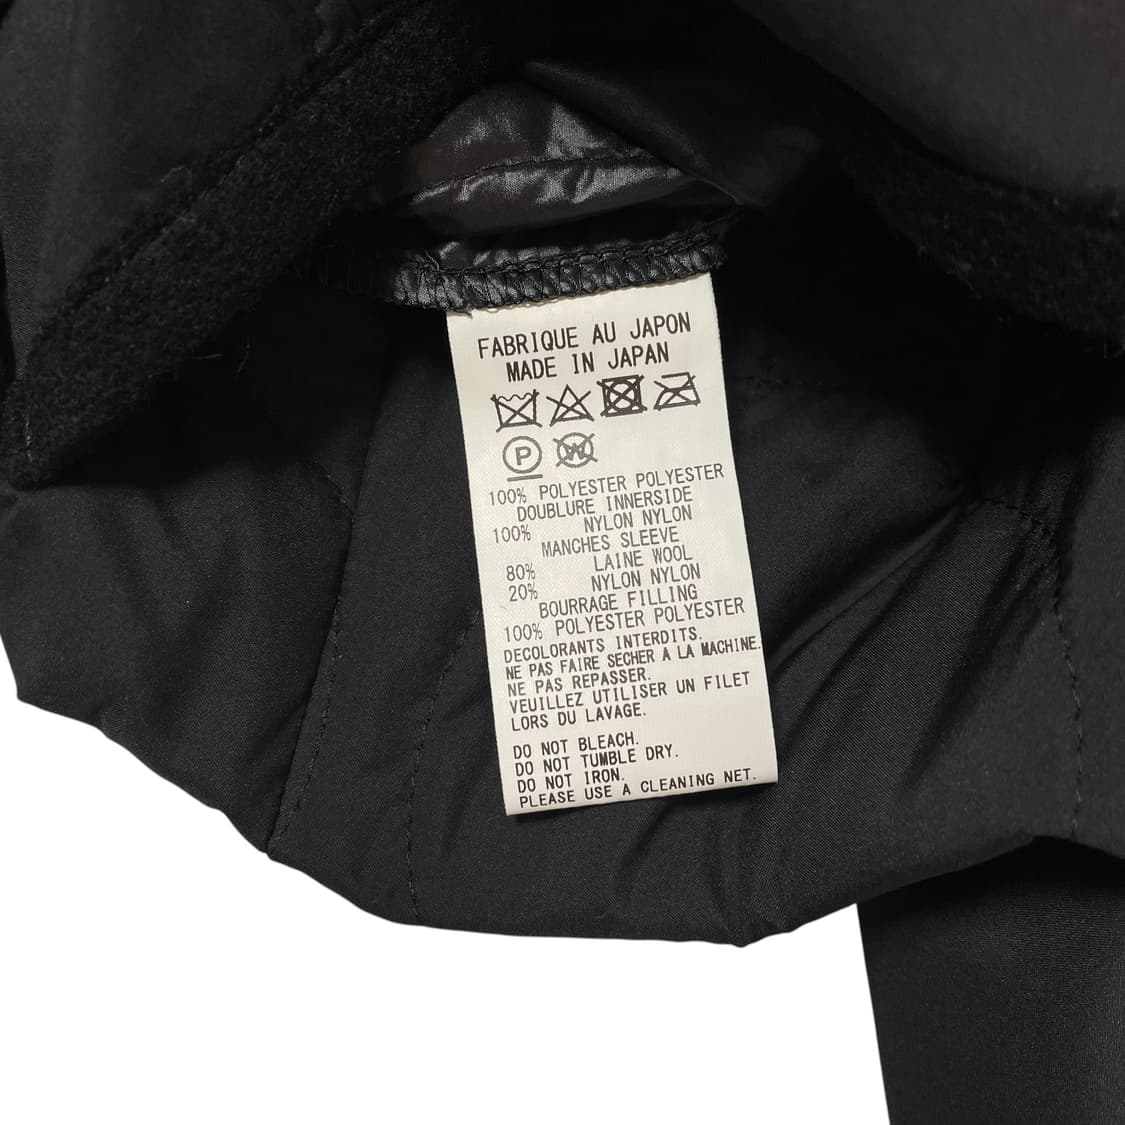 FABRIQUE AU JAPON
MADE IN JAPAN
P W
100% POLYESTER POLYESTER
DOUBLURE INNERSIDE
100% NYLON NYLON
MANCHES SLEEVE
80% LAINE WOOL
20% NYLON NYLON
BOURRAGE FILLING
100% POLYESTER POLYESTER
DECOLORANTS INTERDITS.
NE PAS FAIRE SECHER A LA MACHINE.
NE PAS REPASSER.
VEUILLEZ UTILISER UN FILET
LORS DU LAVAGE.
DO NOT BLEACH.
DO NOT TUMBLE DRY.
DO NOT IRON.
PLEASE USE A CLEANING NET.